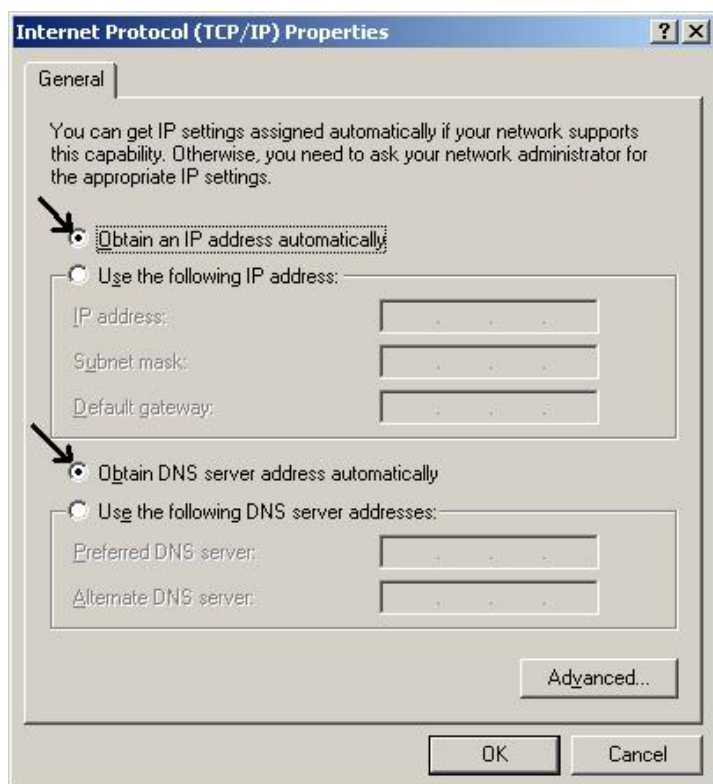 Internet Protocol (TCP/IP) Properties
General
You can get IP settings assigned automatically if your network supports
this capability. Otherwise, you need to ask your network administrator for
the appropriate IP settings.
Obtain an IP address automatically
Use the following IP address:
IP address:
Subnet mask:
Default gateway:
Obtain DNS server address automatically
Use the following DNS server addresses:
Preferred DNS server:
Alternate DNS server:
Advanced...
OK
Cancel